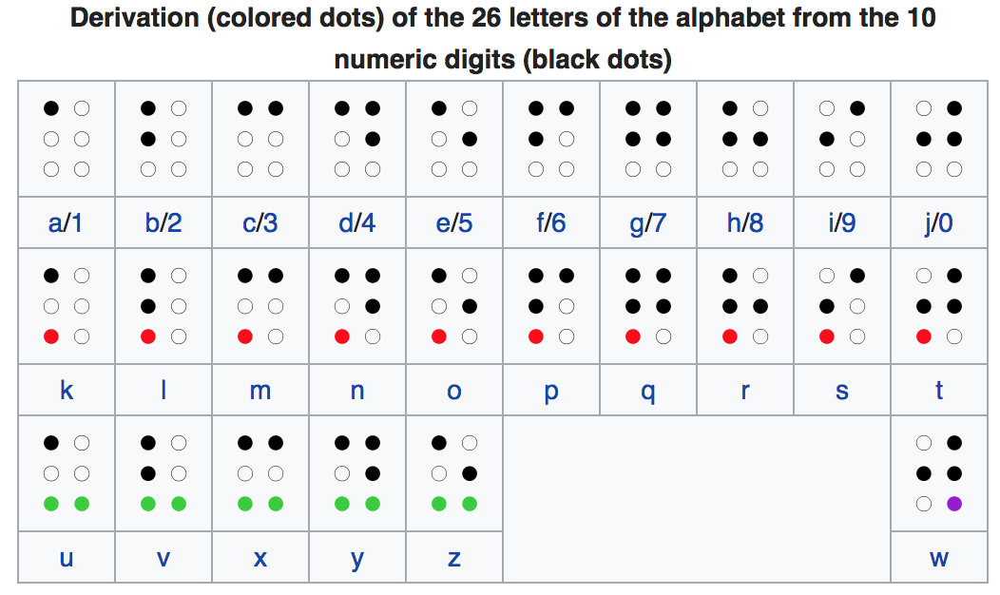 Derivation (colored dots) of the 26 letters of the alphabet from the 10
numeric digits (black dots)
a/1 b/2 c/3 d/4 e/5 f/6 g/7 h/8 i/9 j/0
k l m n o p q r s t
u v x y z w